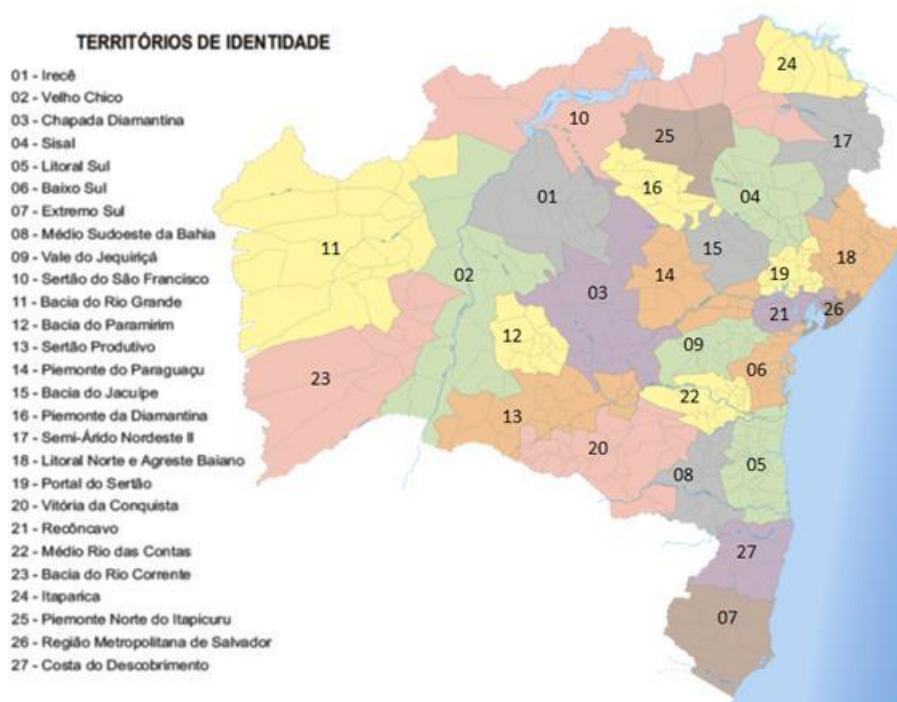 TERRITÓRIOS DE IDENTIDADE
01 - Irecê
02 - Velho Chico
03 - Chapada Diamantina
04 - Sisal
05 - Litoral Sul
06 - Baixo Sul
07 - Extremo Sul
08 - Médio Sudoeste da Bahia
09 - Vale do Jequiriçá
10 - Sertão do São Francisco
11 - Bacia do Rio Grande
12 - Bacia do Paramirim
13 - Sertão Produtivo
14 - Piemonte do Paraguaçu
15 - Bacia do Jacuípe
16 - Piemonte da Diamantina
17 - Semi-Árido Nordeste II
18 - Litoral Norte e Agreste Baiano
19 - Portal do Sertão
20 - Vitória da Conquista
21 - Recôncavo
22 - Médio Rio das Contas
23 - Bacia do Rio Corrente
24 - Itaparica
25 - Piemonte Norte do Itapicuru
26 - Região Metropolitana de Salvador
27 - Costa do Descobrimento
24
10
25
17
16
01
04
11
15
18
02
14
19
03
26
21
12
09
06
23
22
13
20
08
05
27
07